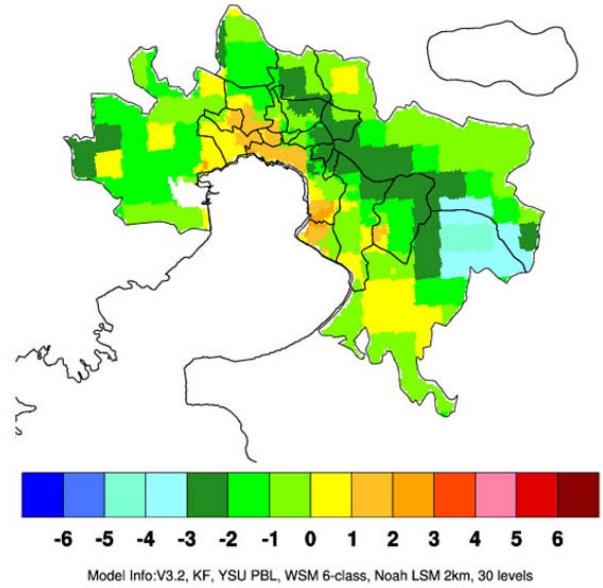 -6 -5 -4 -3 -2 -1 0 1 2 3 4 5 6
Model Info:V3.2, KF, YSU PBL, WSM 6-class, Noah LSM 2km, 30 levels